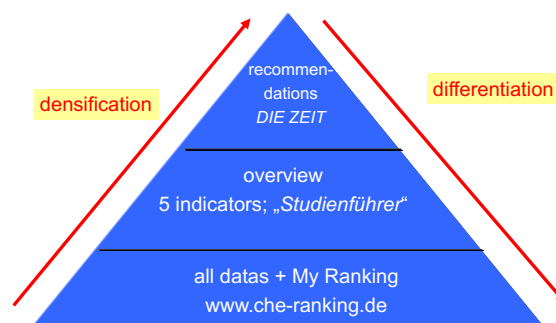 recommen-
dations
DIE ZEIT
densification
differentiation
overview
5 indicators; „Studienführer“
all datas + My Ranking
www.che-ranking.de